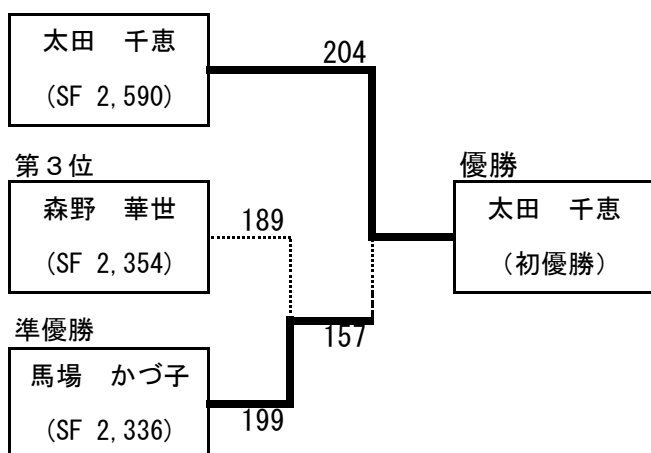 太田　千恵
(SF 2,590)
204
第３位
森野　華世
(SF 2,354)
189
優勝
太田　千恵
（初優勝）
準優勝
157
馬場　かづ子
(SF 2,336)
199